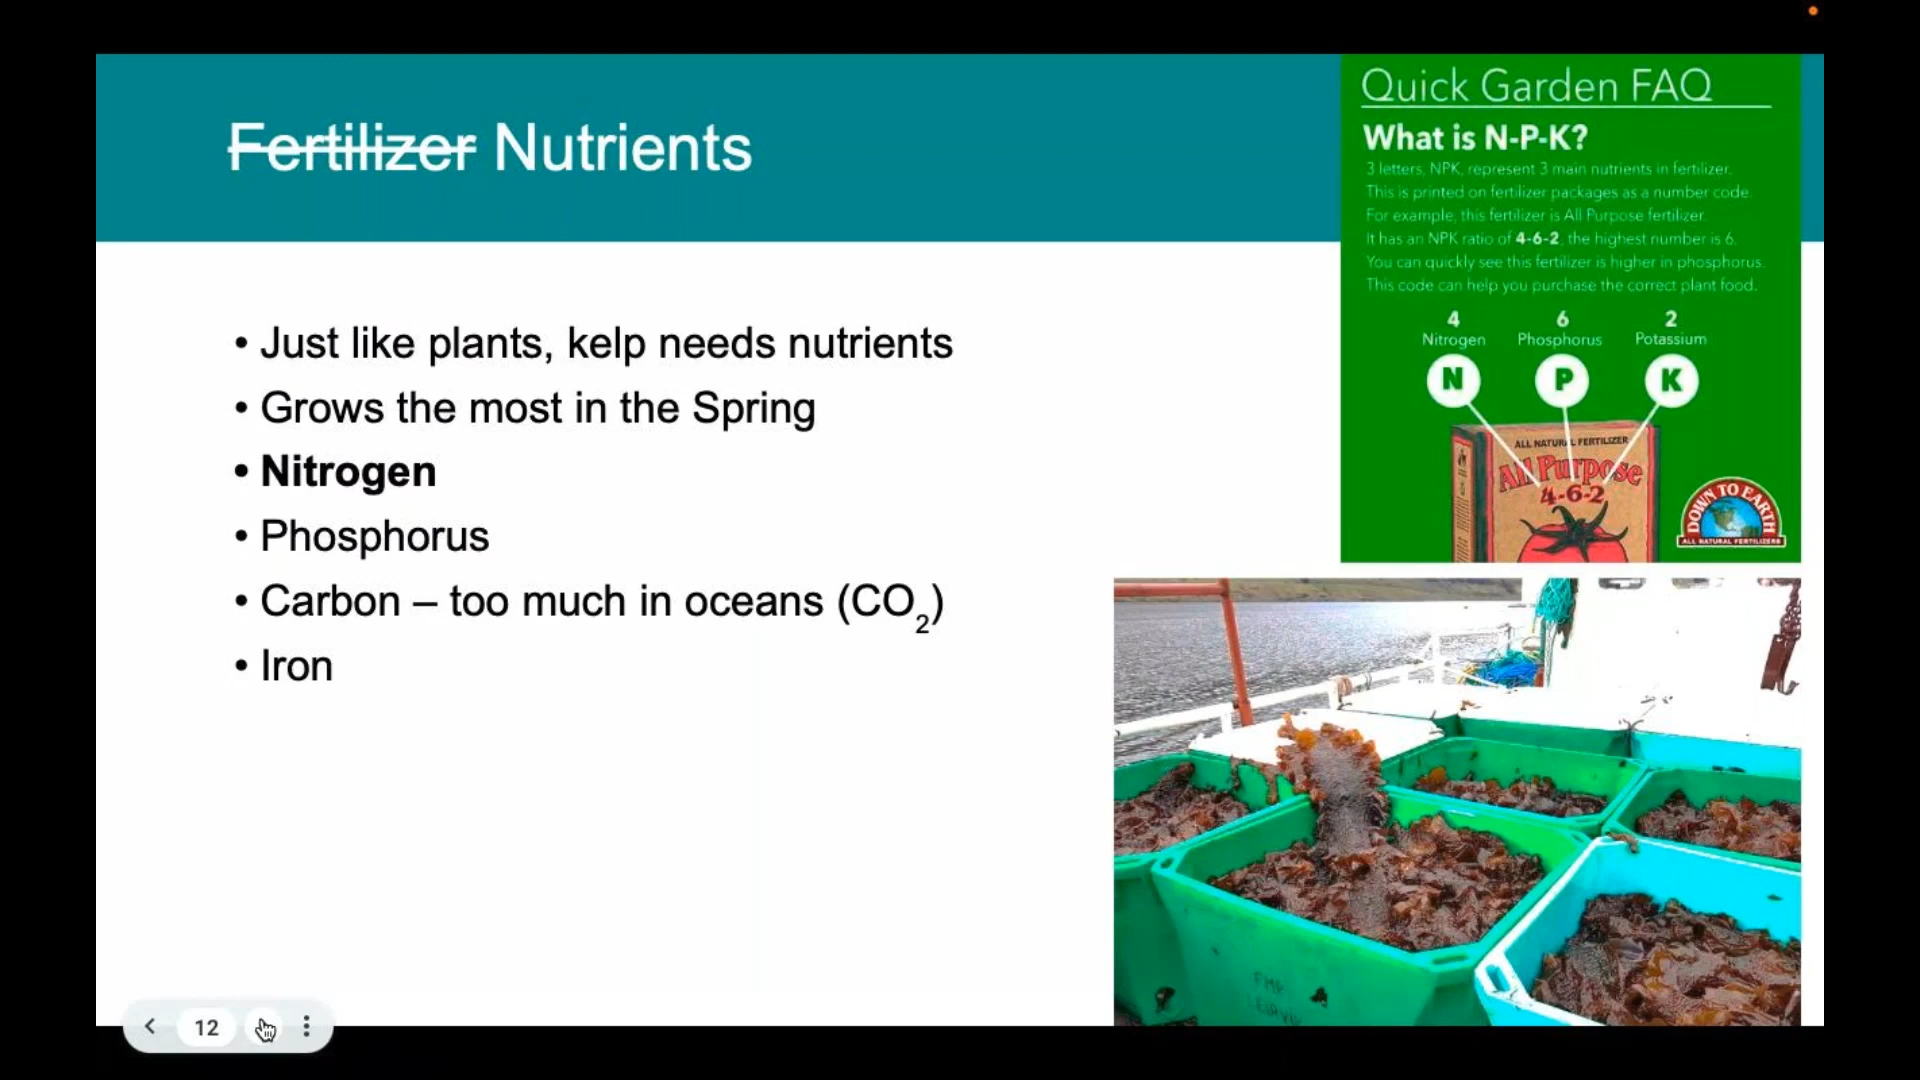 Fertilizer Nutrients
• Just like plants, kelp needs nutrients
• Grows the most in the Spring
• Nitrogen
• Phosphorus
• Carbon – too much in oceans (CO2)
• Iron
Quick Garden FAQ
What is N-P-K?
3 letters, NPK, represent 3 main nutrients in fertilizer.
This is printed on fertilizer packages as a number code.
For example, this fertilizer is All Purpose fertilizer.
It has an NPK ratio of 4-6-2, the highest number is 6.
You can quickly see this fertilizer is higher in phosphorus.
This code can help you purchase the correct plant food.
4 6 2
Nitrogen Phosphorus Potassium
N P K
ALL NATURAL FERTILIZER
All Purpose
4-6-2
DOWN TO EARTH
ALL NATURAL FERTILIZERS
12